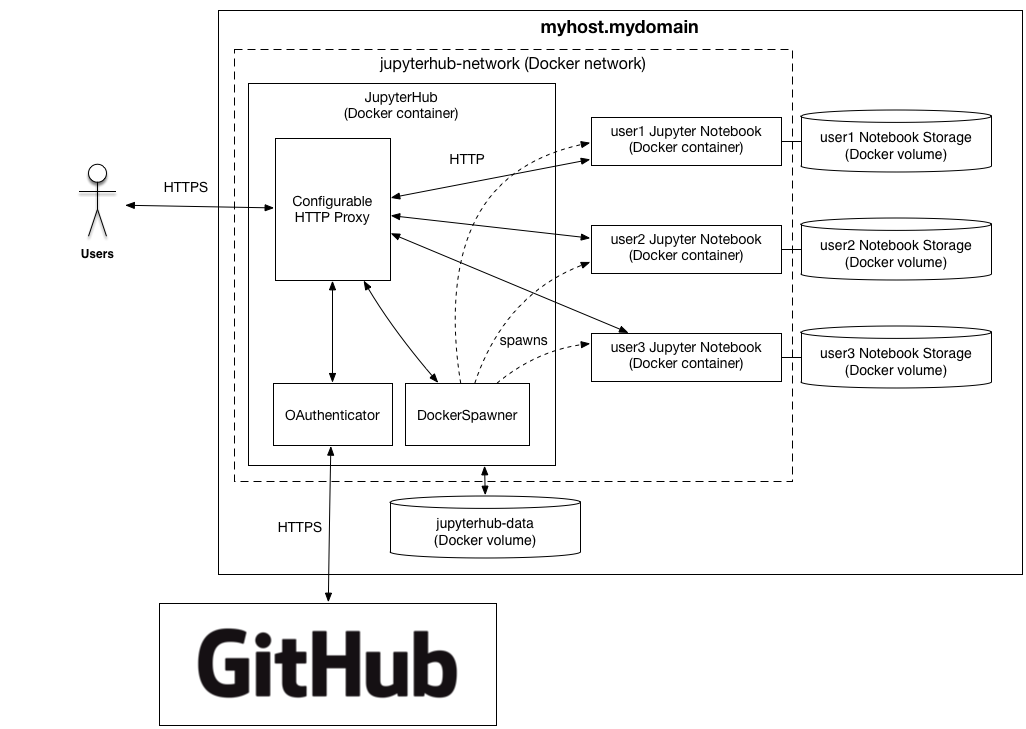 myhost.mydomain
jupyterhub-network (Docker network)
JupyterHub
(Docker container)
Configurable
HTTP Proxy
HTTP
user1 Jupyter Notebook
(Docker container)
user1 Notebook Storage
(Docker volume)
HTTPS
Users
user2 Jupyter Notebook
(Docker container)
user2 Notebook Storage
(Docker volume)
spawns
user3 Jupyter Notebook
(Docker container)
user3 Notebook Storage
(Docker volume)
OAuthenticator
DockerSpawner
HTTPS
jupyterhub-data
(Docker volume)
GitHub